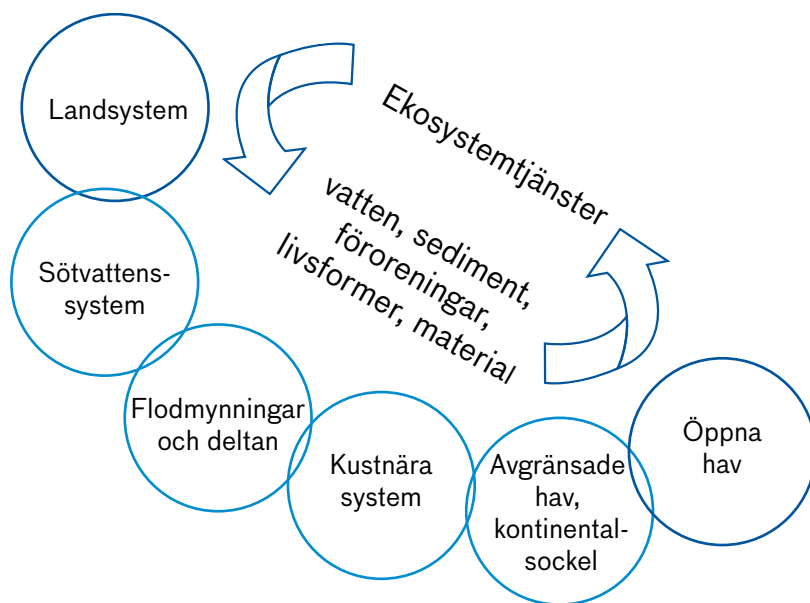 Landsystem
Ekosystemtjänster
vatten, sediment,
föroreningar,
livsformer, material
Sötvattens-
system
Flodmynningar
och deltan
Kustnära
system
Avgränsade
hav,
kontinental-
sockel
Öppna
hav